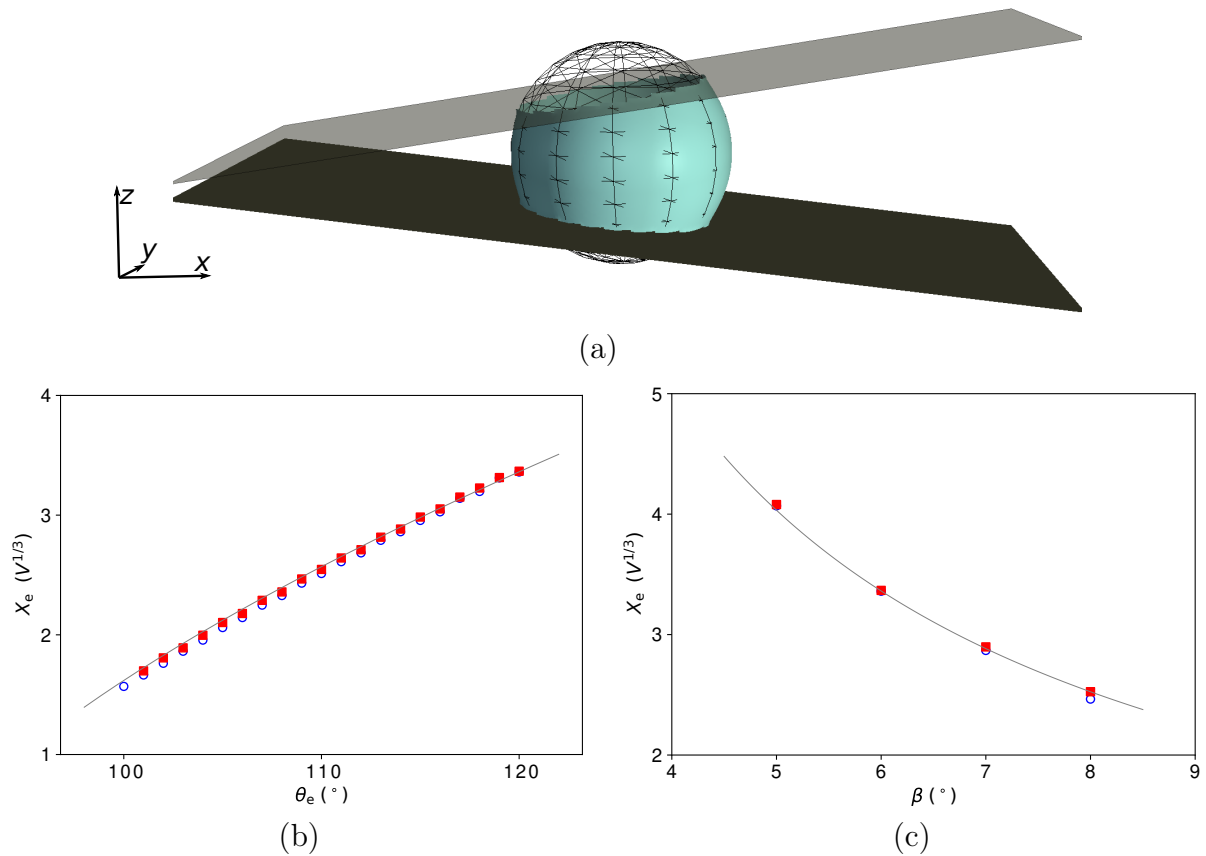 z
y
x
(a)
4
3
2
1
X_e (V^{1/3})
100 110 120
θ_e (°)
(b)
5
4
3
2
X_e (V^{1/3})
4 5 6 7 8 9
β (°)
(c)